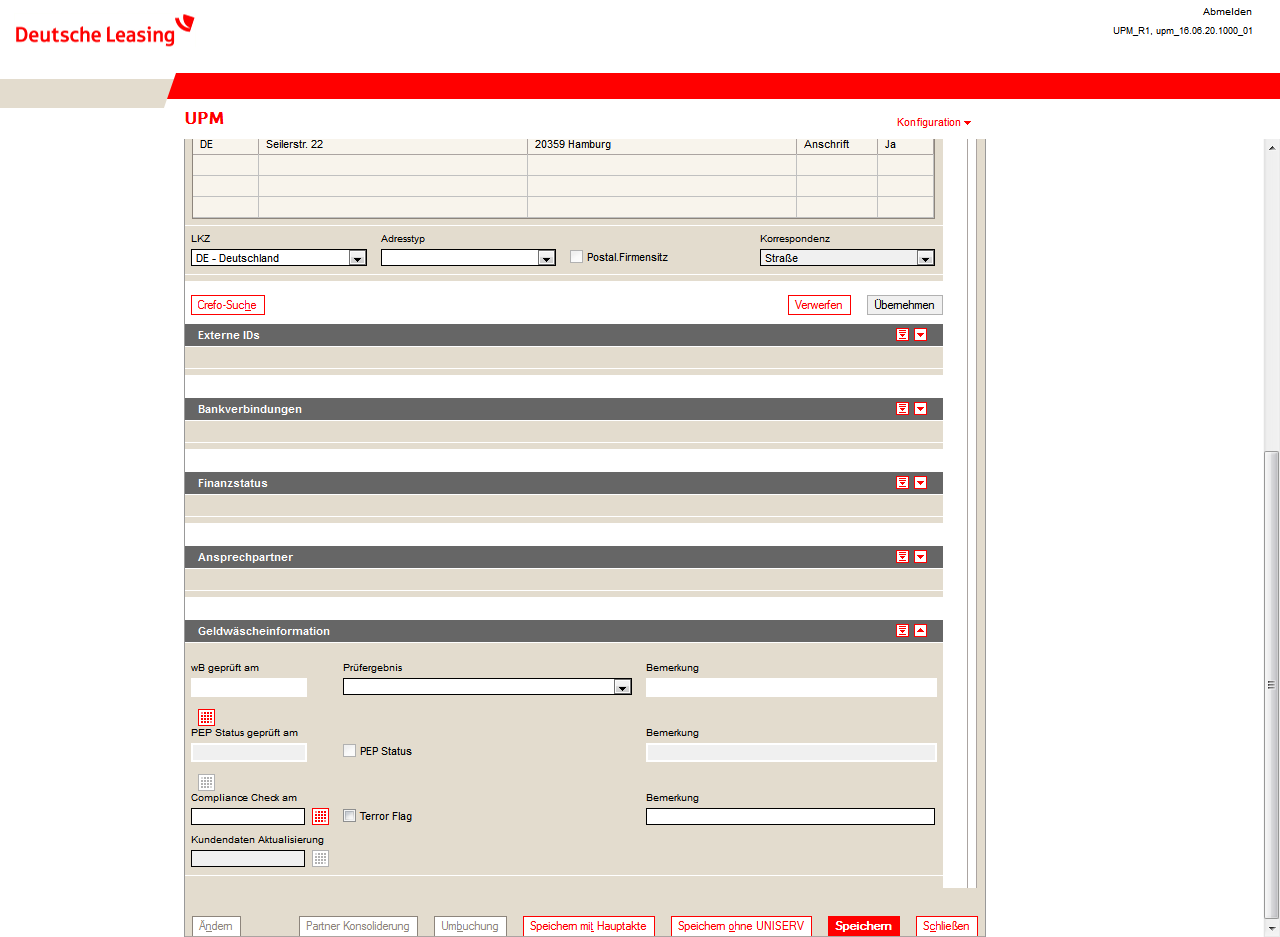 Deutsche Leasing
Abmelden
UPM_R1, upm_16.06.20.1000_01
UPM
Konfiguration
DE Seilerstr. 22 20359 Hamburg Anschrift Ja
LKZ Adresstyp Korrespondenz
DE - Deutschland Postal.Firmensitz Straße
Crefo-Suche Verwerfen Übernehmen
Externe IDs
Bankverbindungen
Finanzstatus
Ansprechpartner
Geldwäscheinformation
wB geprüft am Prüfergebnis Bemerkung
PEP Status geprüft am Bemerkung
PEP Status
Compliance Check am Bemerkung
Terror Flag
Kundendaten Aktualisierung
Ändern Partner Konsolidierung Umbuchung Speichern mit Hauptakte Speichern ohne UNISERV Speichern Schließen